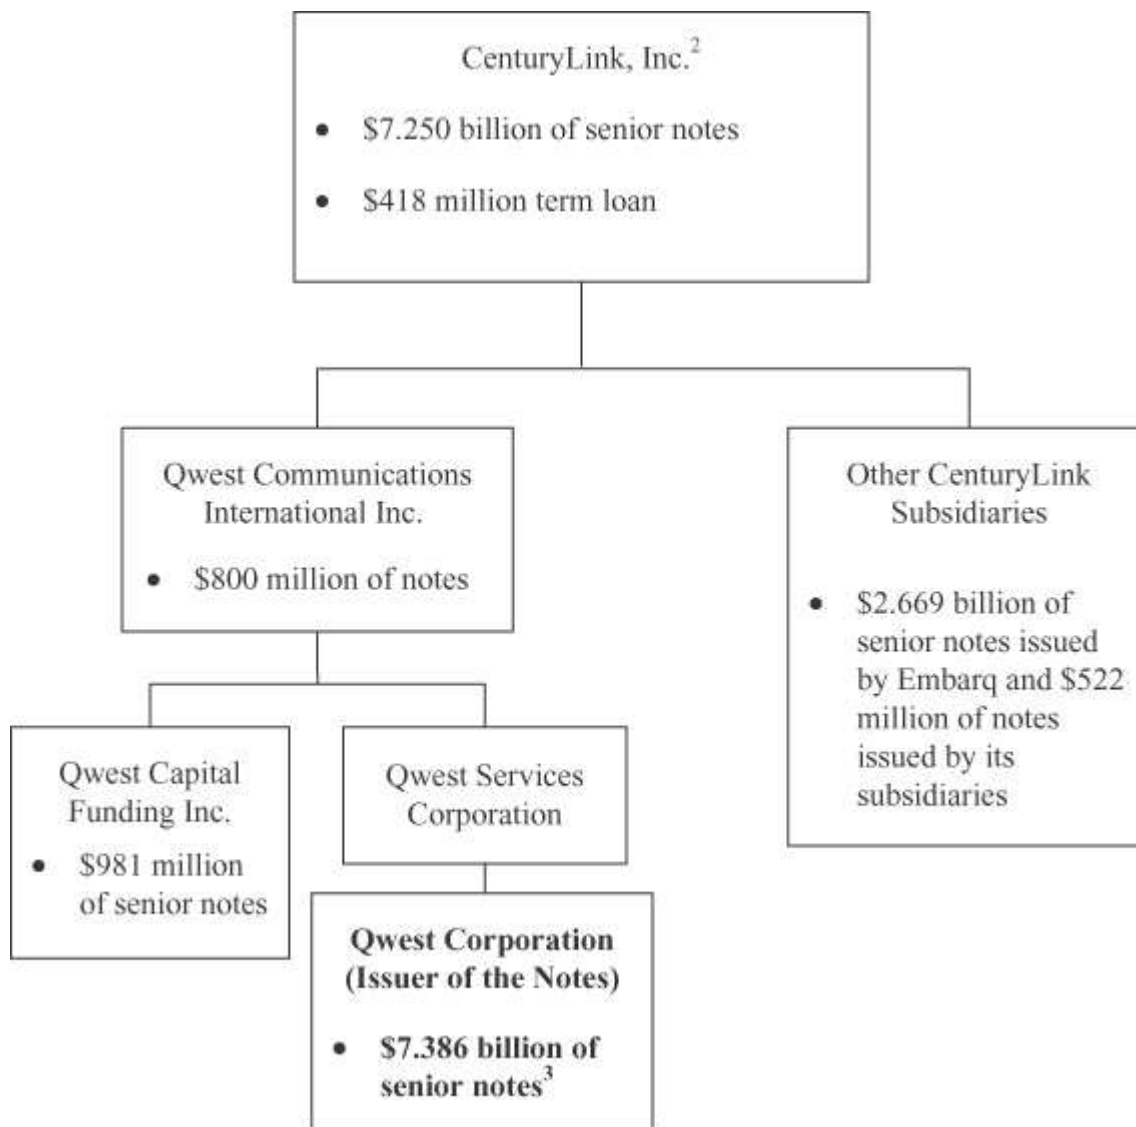 CenturyLink, Inc.2
● $7.250 billion of senior notes
● $418 million term loan
Qwest Communications
International Inc.
● $800 million of notes
Other CenturyLink
Subsidiaries
● $2.669 billion of
senior notes issued
by Embarq and $522
million of notes
issued by its
subsidiaries
Qwest Capital
Funding Inc.
● $981 million
of senior notes
Qwest Services
Corporation
Qwest Corporation
(Issuer of the Notes)
● $7.386 billion of
senior notes3